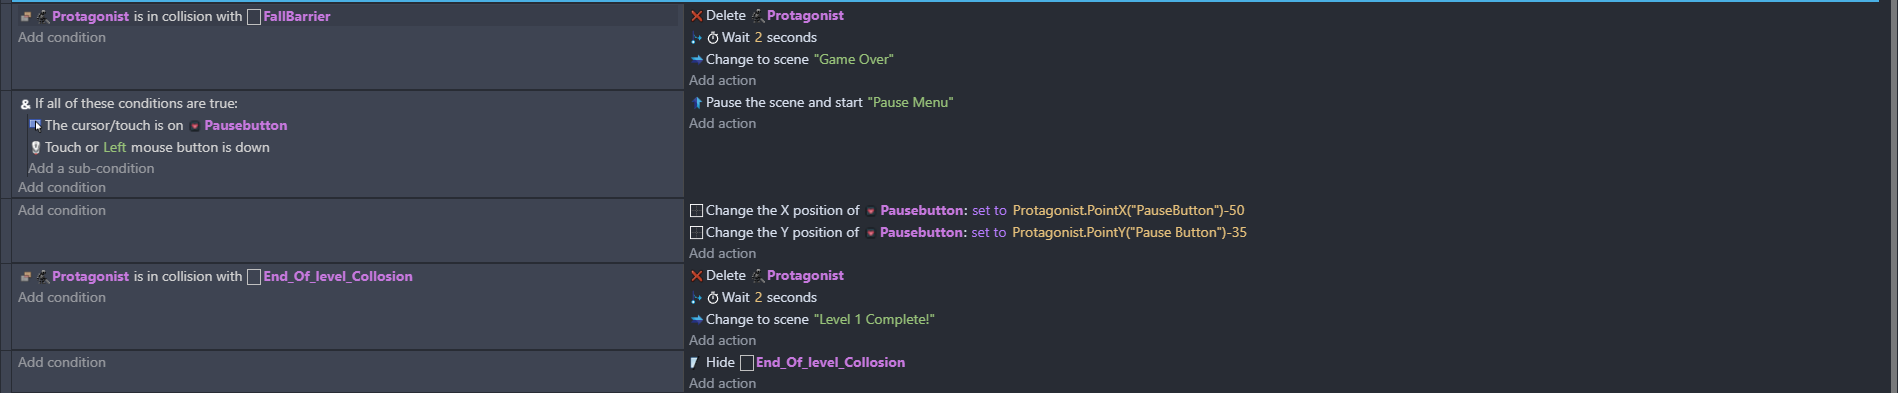 Protagonist is in collision with FallBarrier
Add condition
Delete Protagonist
Wait 2 seconds
Change to scene "Game Over"
Add action
& If all of these conditions are true:
The cursor/touch is on Pausebutton
Touch or Left mouse button is down
Add a sub-condition
Add condition
Pause the scene and start "Pause Menu"
Add action
Add condition
Change the X position of Pausebutton: set to Protagonist.PointX("PauseButton")-50
Change the Y position of Pausebutton: set to Protagonist.PointY("Pause Button")-35
Add action
Protagonist is in collision with End_Of_level_Collosion
Add condition
Delete Protagonist
Wait 2 seconds
Change to scene "Level 1 Complete!"
Add action
Add condition
Hide End_Of_level_Collosion
Add action